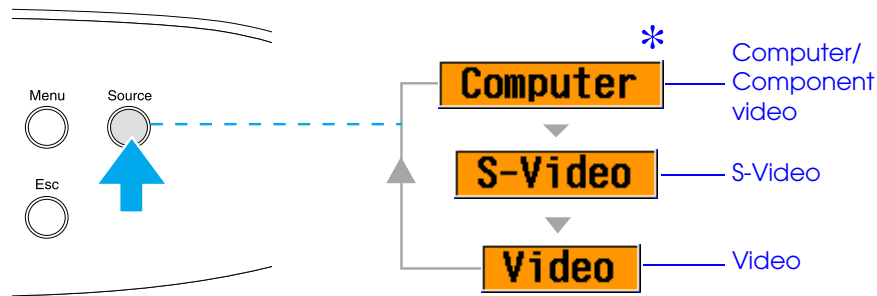 Menu
Source
Esc
*
Computer
Computer/
Component
video
S-Video
S-Video
Video
Video